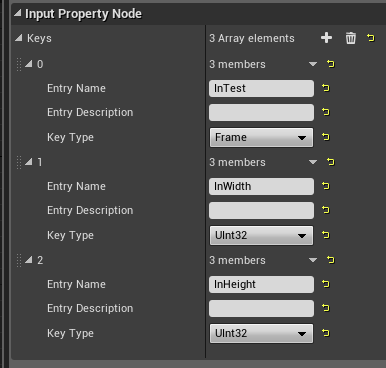 Input Property Node
Keys 3 Array elements
0 3 members
Entry Name InTest
Entry Description
Key Type Frame
1 3 members
Entry Name InWidth
Entry Description
Key Type UInt32
2 3 members
Entry Name InHeight
Entry Description
Key Type UInt32